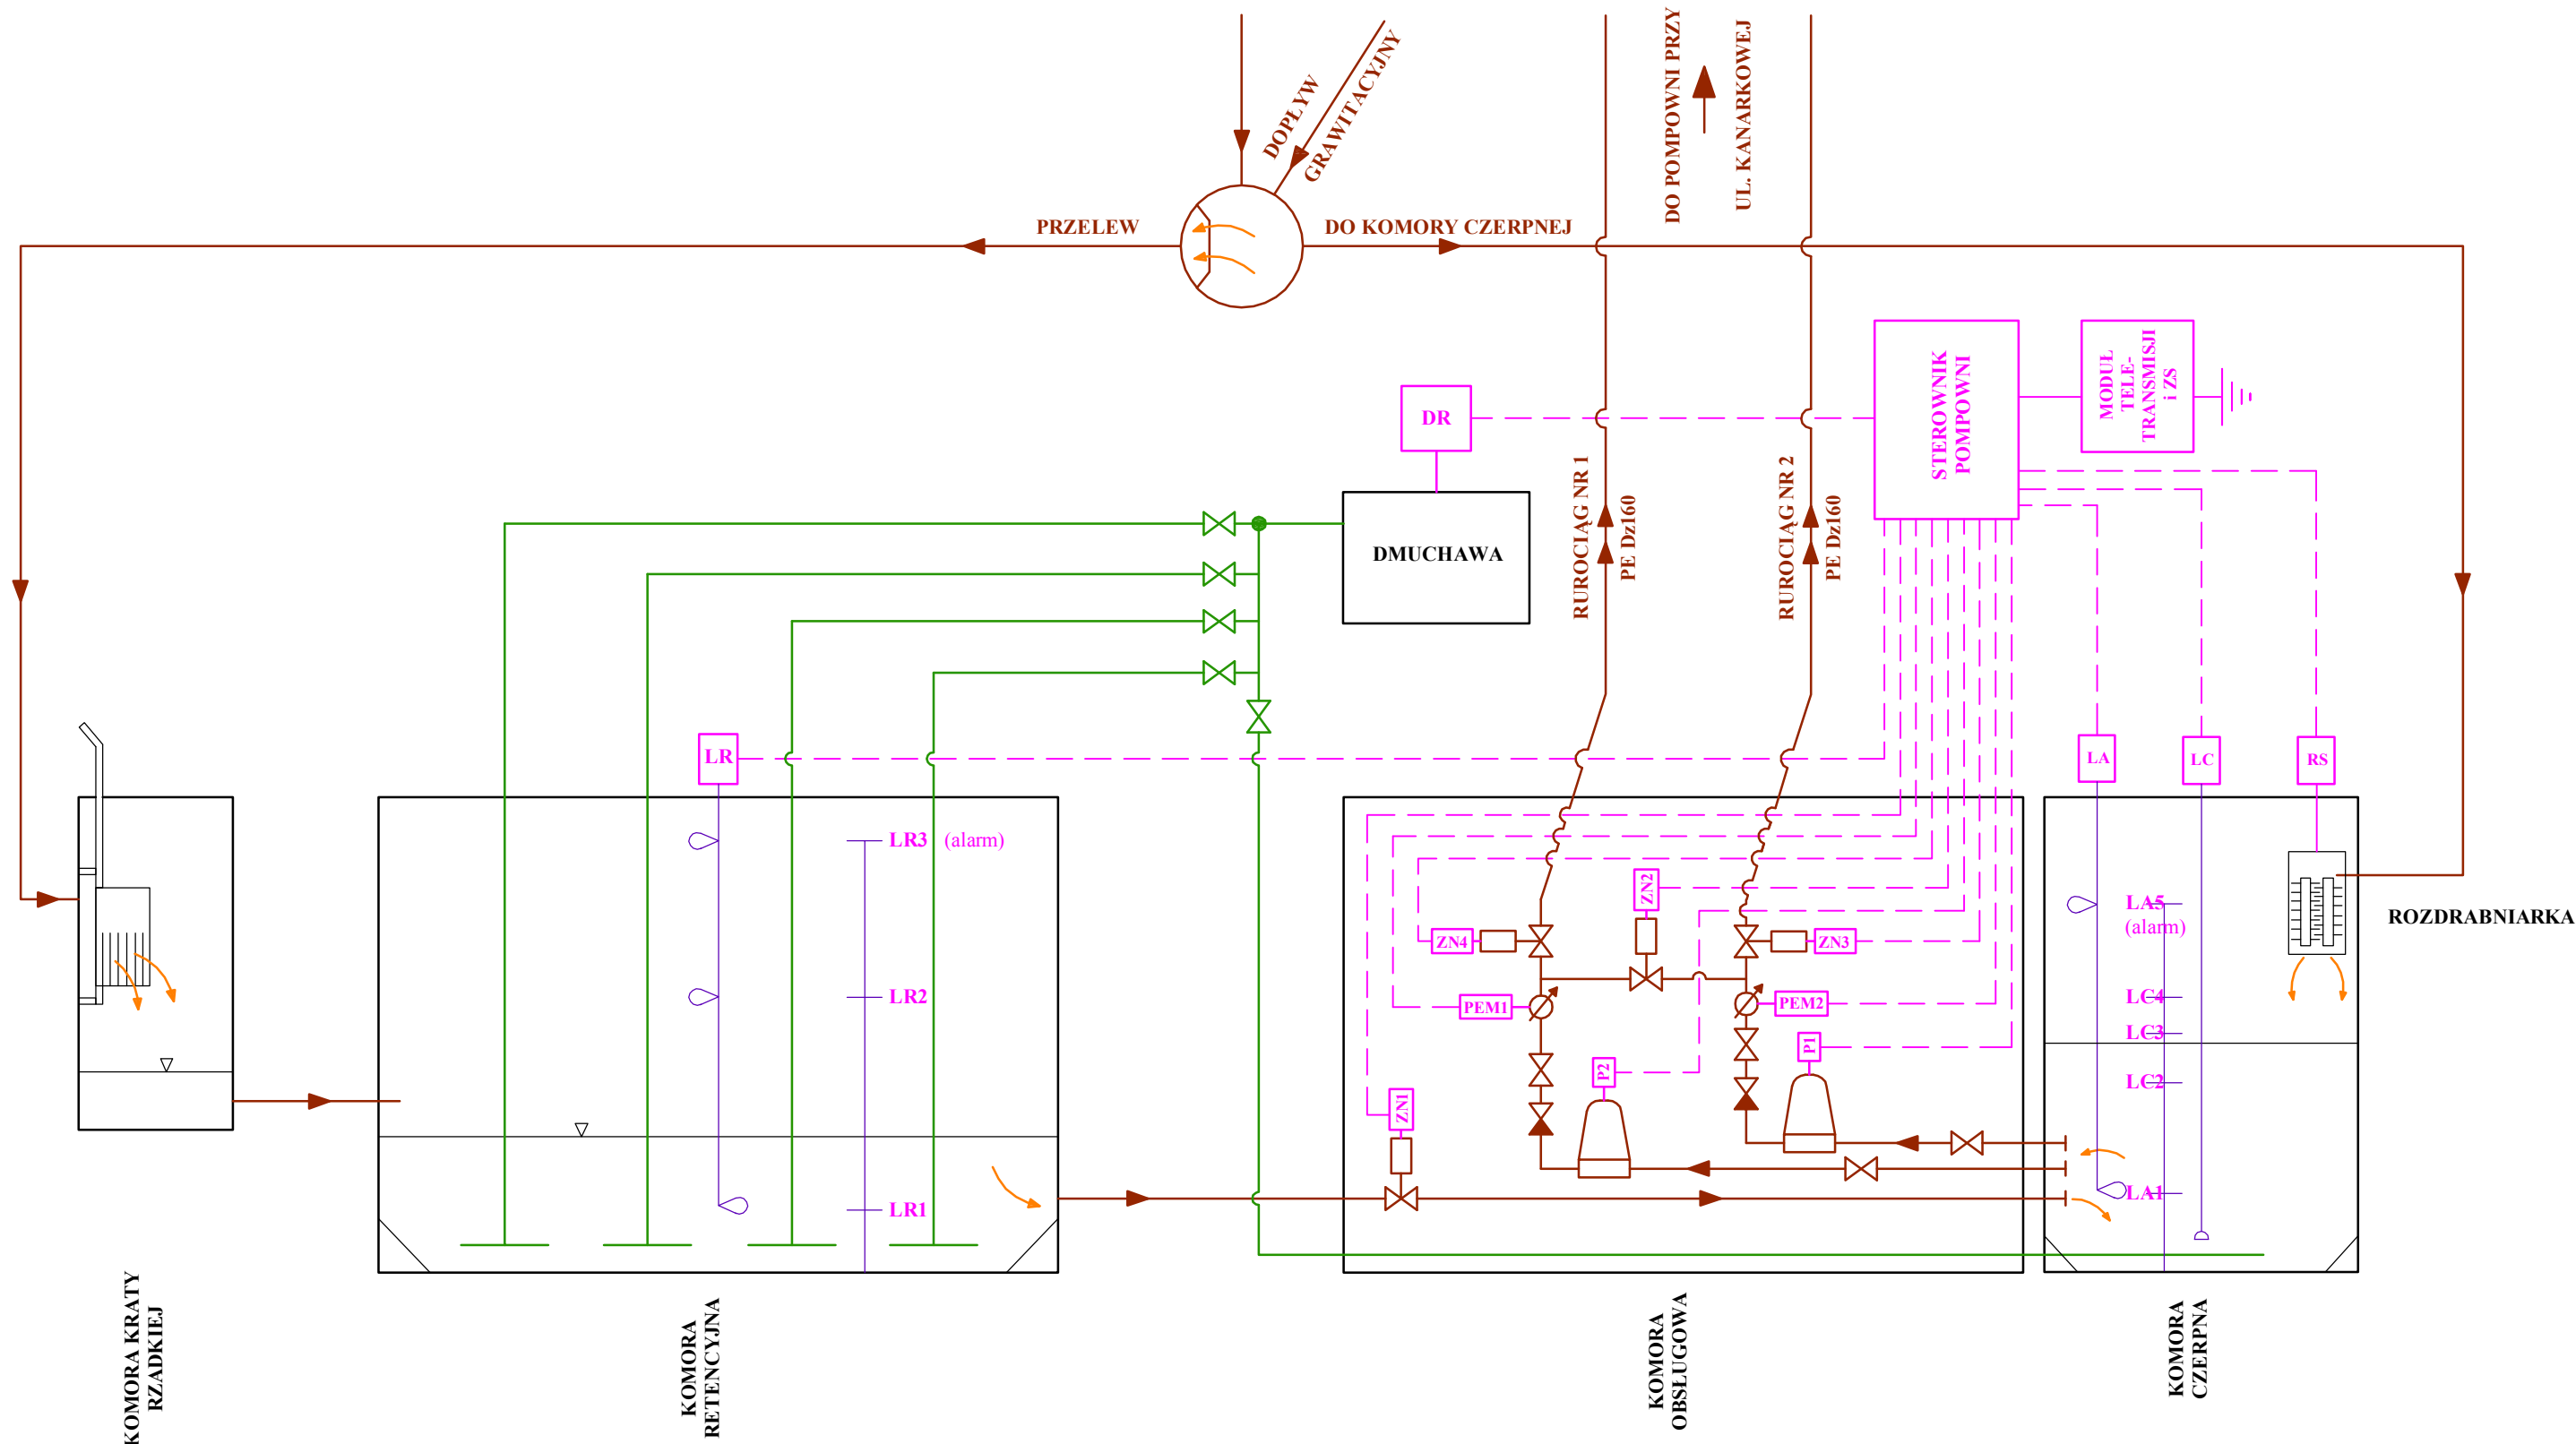 DOPŁYW
GRAWITACYJNY
DO POMPOWNI PRZY
UL. KANARKOWEJ
PRZELEW
DO KOMORY CZERPNEJ
STEROWNIK
POMPOWNI
MODUŁ
TELE-
TRANSMISJI
i ZS
DR
DMUCHAWA
RUROCIĄG NR 1
PE Dz160
RUROCIĄG NR 2
PE Dz160
LR
LA
LC
RS
LR3 (alarm)
LR2
LR1
ZN2
ZN4
ZN3
PEM1
PEM2
P1
P2
ZN1
LA5
(alarm)
LC4
LC3
LC2
LA1
ROZDRABNIARKA
KOMORA KRATY
RZADKIEJ
KOMORA
RETENCYJNA
KOMORA
OBSŁUGOWA
KOMORA
CZERPNA